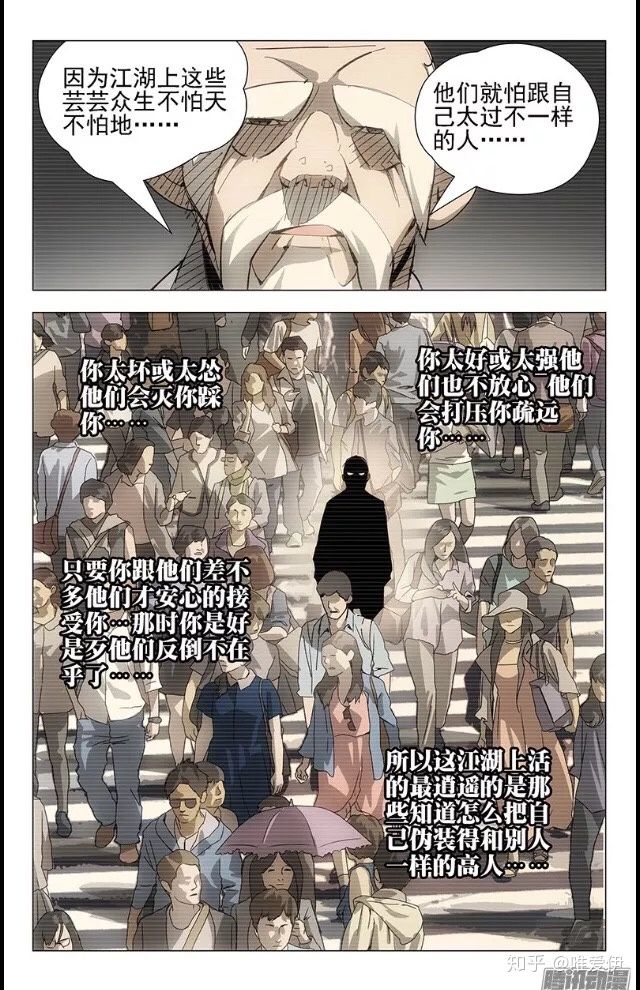 因为江湖上这些
芸芸众生不怕天
不怕地……
他们就怕跟自
己太过不一样
的人……
你太坏或太怂
他们会灭你踩
你……
你太好或太强他
们也不放心 他们
会打压你疏远
你……
只要你跟他们差不
多他们才安心的接
受你…那时你是好
是歹他们反倒不在
乎了……
所以这江湖上活
的最逍遥的是那
些知道怎么把自
己伪装得和别人
一样的高人……
知乎 @唯爱伊
腾讯动漫